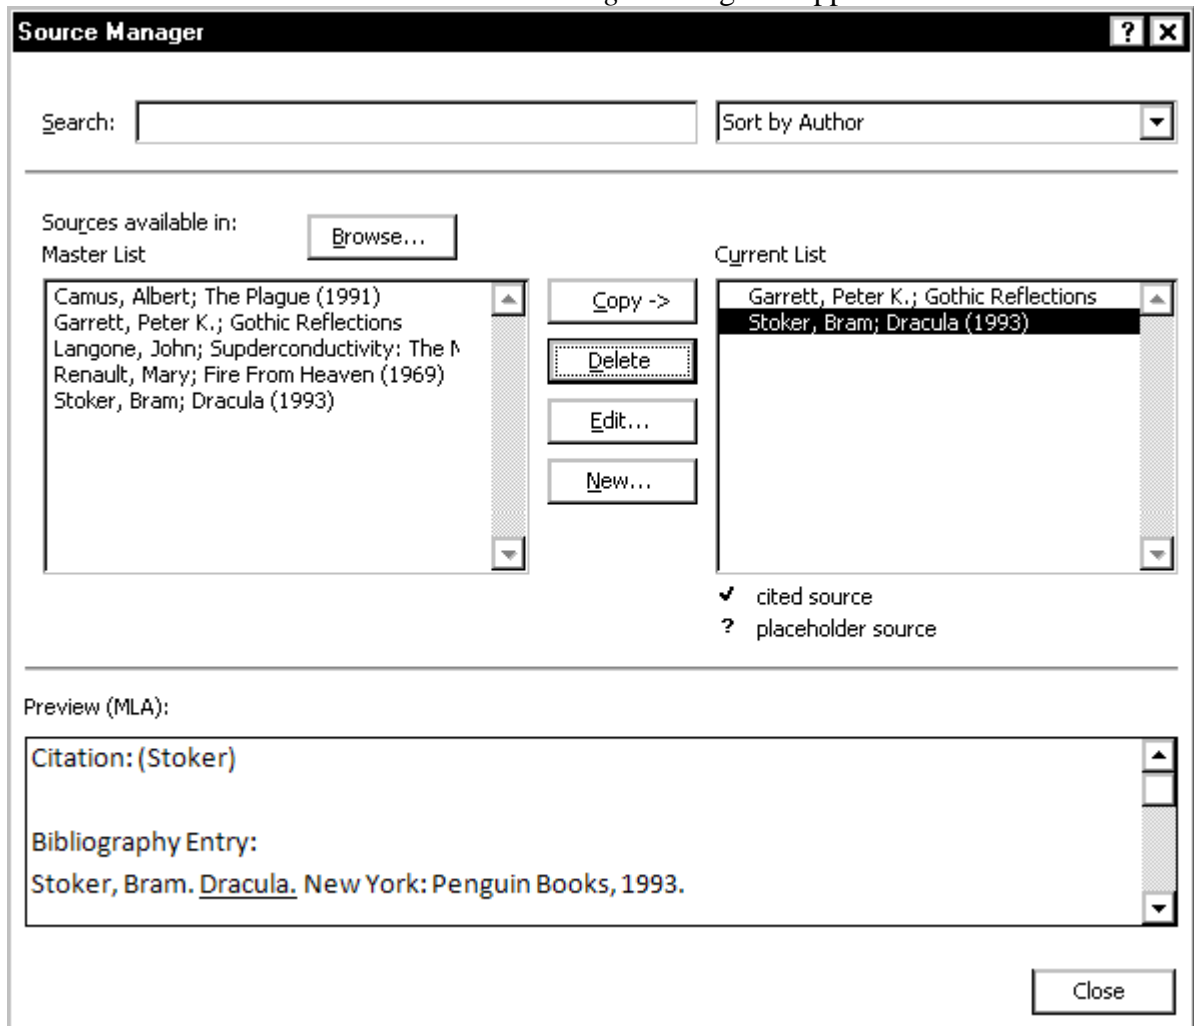 Source Manager
Search:
Sort by Author
Sources available in:
Master List
Browse...
Current List
Camus, Albert; The Plague (1991)
Garrett, Peter K.; Gothic Reflections
Langone, John; Supderconductivity: The
Renault, Mary; Fire From Heaven (1969)
Stoker, Bram; Dracula (1993)
Copy ->
Delete
Edit...
New...
Garrett, Peter K.; Gothic Reflections
Stoker, Bram; Dracula (1993)
✓ cited source
? placeholder source
Preview (MLA):
Citation: (Stoker)
Bibliography Entry:
Stoker, Bram. Dracula. New York: Penguin Books, 1993.
Close